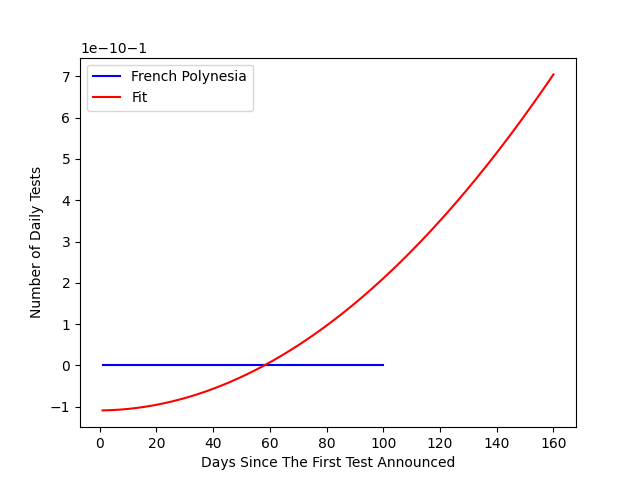 1e−10−1
French Polynesia
Fit
7
6
5
4
3
2
1
0
−1
Number of Daily Tests
0 20 40 60 80 100 120 140 160
Days Since The First Test Announced